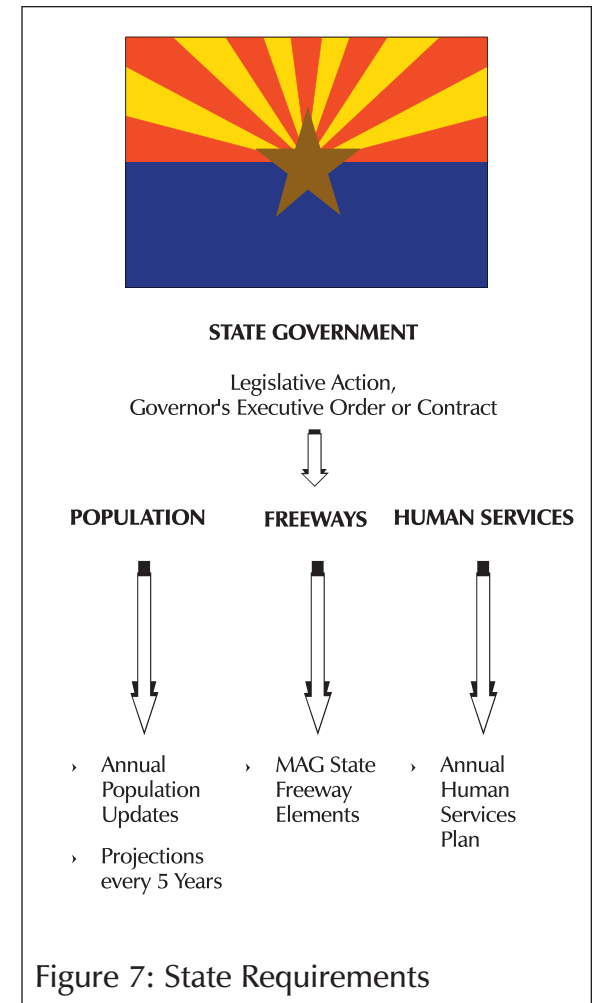 STATE GOVERNMENT
Legislative Action,
Governor's Executive Order or Contract
POPULATION
FREEWAYS
HUMAN SERVICES
› Annual
Population
Updates
› Projections
every 5 Years
› MAG State
Freeway
Elements
› Annual
Human
Services
Plan
Figure 7: State Requirements